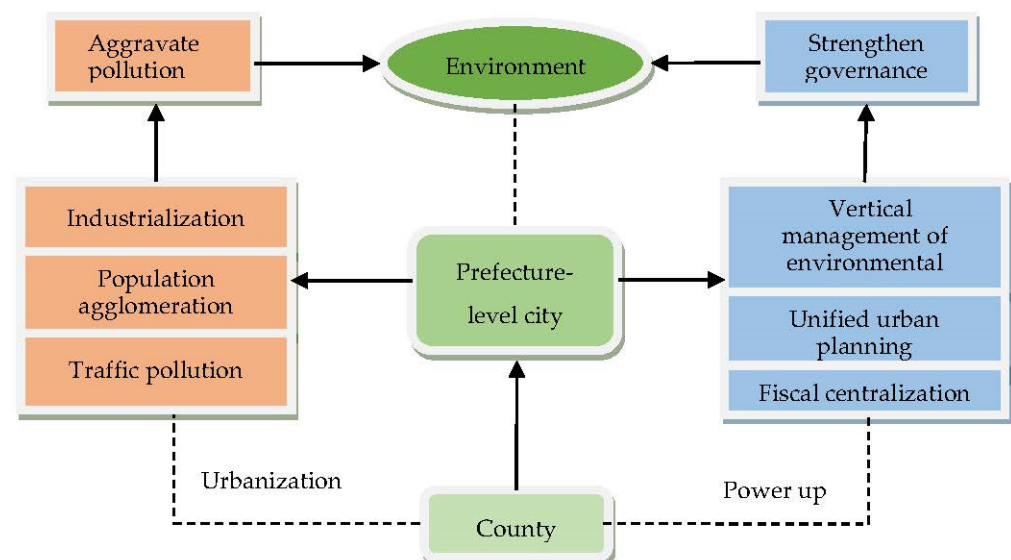 Aggravate
pollution
Environment
Strengthen
governance
Industrialization
Population
agglomeration
Traffic pollution
Prefecture-
level city
Vertical
management of
environmental
Unified urban
planning
Fiscal centralization
Urbanization
Power up
County